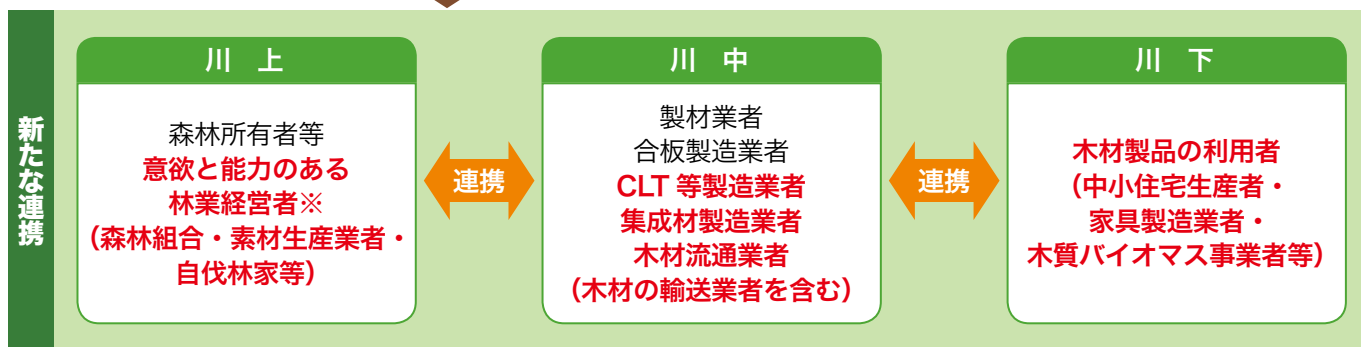 新たな連携
川 上
森林所有者等
意欲と能力のある
林業経営者※
（森林組合・素材生産業者・
自伐林家等）
連携
川 中
製材業者
合板製造業者
CLT 等製造業者
集成材製造業者
木材流通業者
（木材の輸送業者を含む）
連携
川 下
木材製品の利用者
（中小住宅生産者・
家具製造業者・
木質バイオマス事業者等）